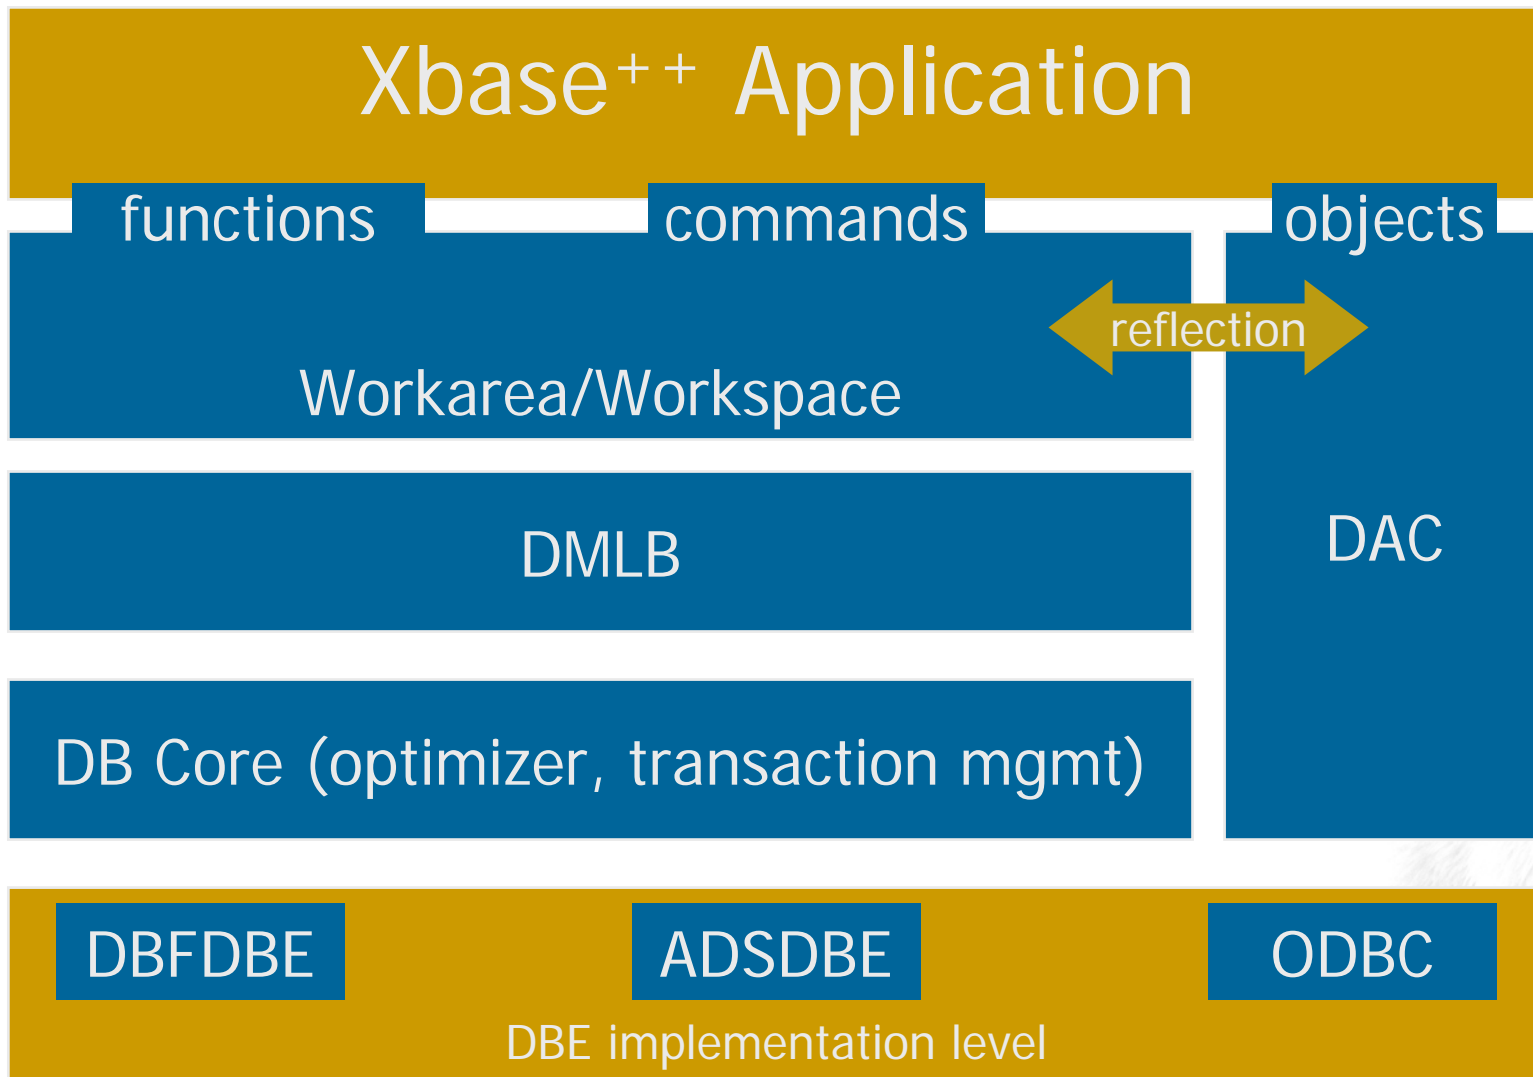 Xbase++ Application
functions
commands
objects
reflection
Workarea/Workspace
DMLB
DAC
DB Core (optimizer, transaction mgmt)
DBFDBE
ADSDBE
ODBC
DBE implementation level